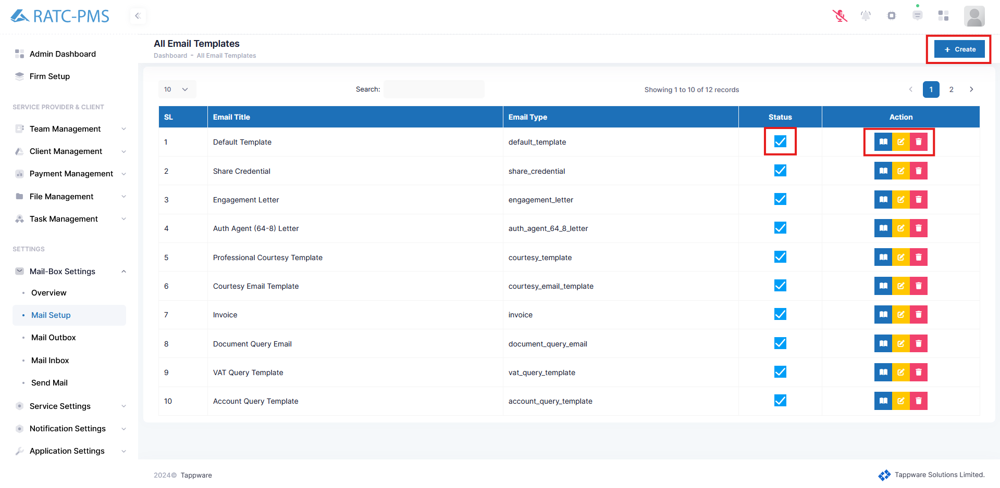 RATC-PMS
Admin Dashboard
Firm Setup
SERVICE PROVIDER & CLIENT
Team Management
Client Management
Payment Management
File Management
Task Management
SETTINGS
Mail-Box Settings
Overview
Mail Setup
Mail Outbox
Mail Inbox
Send Mail
Service Settings
Notification Settings
Application Settings
All Email Templates
Dashboard - All Email Templates
+ Create
10
Search:
Showing 1 to 10 of 12 records
1 2
SL Email Title Email Type Status Action
1 Default Template default_template
2 Share Credential share_credential
3 Engagement Letter engagement_letter
4 Auth Agent (64-8) Letter auth_agent_64_8_letter
5 Professional Courtesy Template courtesy_template
6 Courtesy Email Template courtesy_email_template
7 Invoice invoice
8 Document Query Email document_query_email
9 VAT Query Template vat_query_template
10 Account Query Template account_query_template
2024© Tappware
Tappware Solutions Limited.